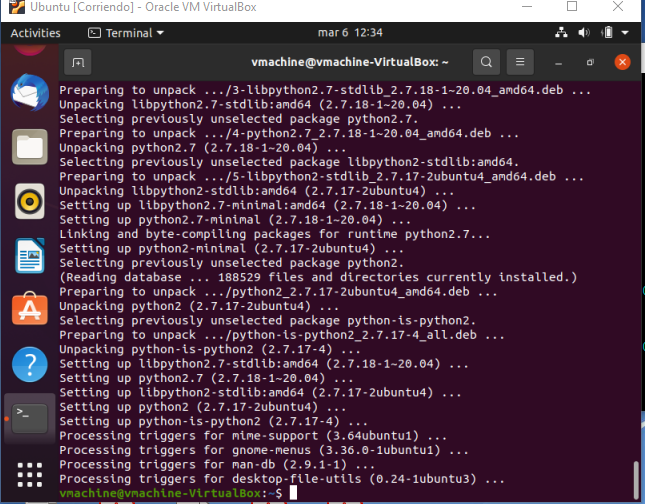 Ubuntu [Corriendo] - Oracle VM VirtualBox
Activities Terminal mar 6 12:34
vmachine@vmachine-VirtualBox: ~
Preparing to unpack .../3-libpython2.7-stdlib_2.7.18-1~20.04_amd64.deb ...
Unpacking libpython2.7-stdlib:amd64 (2.7.18-1~20.04) ...
Selecting previously unselected package python2.7.
Preparing to unpack .../4-python2.7_2.7.18-1~20.04_amd64.deb ...
Unpacking python2.7 (2.7.18-1~20.04) ...
Selecting previously unselected package libpython2-stdlib:amd64.
Preparing to unpack .../5-libpython2-stdlib_2.7.17-2ubuntu4_amd64.deb ...
Unpacking libpython2-stdlib:amd64 (2.7.17-2ubuntu4) ...
Setting up libpython2.7-minimal:amd64 (2.7.18-1~20.04) ...
Setting up python2.7-minimal (2.7.18-1~20.04) ...
Linking and byte-compiling packages for runtime python2.7...
Setting up python2-minimal (2.7.17-2ubuntu4) ...
Selecting previously unselected package python2.
(Reading database ... 188529 files and directories currently installed.)
Preparing to unpack .../python2_2.7.17-2ubuntu4_amd64.deb ...
Unpacking python2 (2.7.17-2ubuntu4) ...
Selecting previously unselected package python-is-python2.
Preparing to unpack .../python-is-python2_2.7.17-4_all.deb ...
Unpacking python-is-python2 (2.7.17-4) ...
Setting up libpython2.7-stdlib:amd64 (2.7.18-1~20.04) ...
Setting up python2.7 (2.7.18-1~20.04) ...
Setting up libpython2-stdlib:amd64 (2.7.17-2ubuntu4) ...
Setting up python2 (2.7.17-2ubuntu4) ...
Setting up python-is-python2 (2.7.17-4) ...
Processing triggers for mime-support (3.64ubuntu1) ...
Processing triggers for gnome-menus (3.36.0-1ubuntu1) ...
Processing triggers for man-db (2.9.1-1) ...
Processing triggers for desktop-file-utils (0.24-1ubuntu3) ...
vmachine@vmachine-VirtualBox:~$